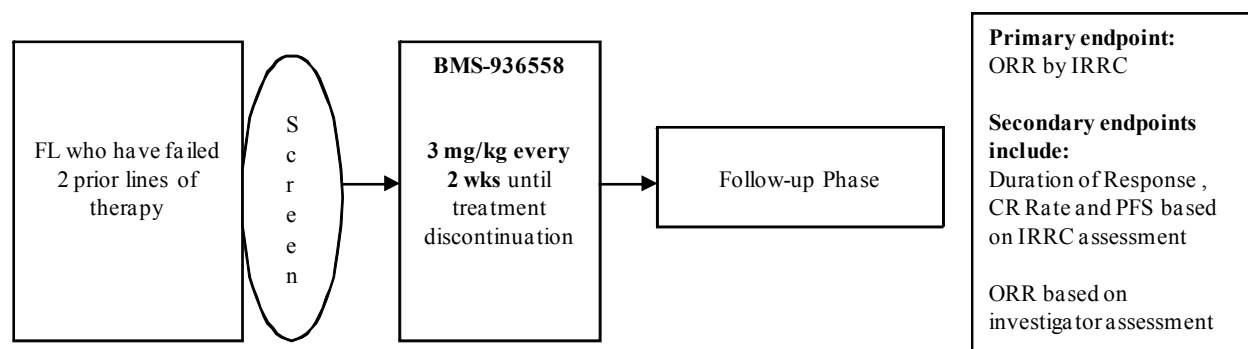 FL who have failed
2 prior lines of
therapy
Screen
BMS-936558
3 mg/kg every
2 wks until
treatment
discontinuation
Follow-up Phase
Primary endpoint:
ORR by IRRC
Secondary endpoints
include:
Duration of Response ,
CR Rate and PFS based
on IRRC assessment
ORR based on
investigator assessment